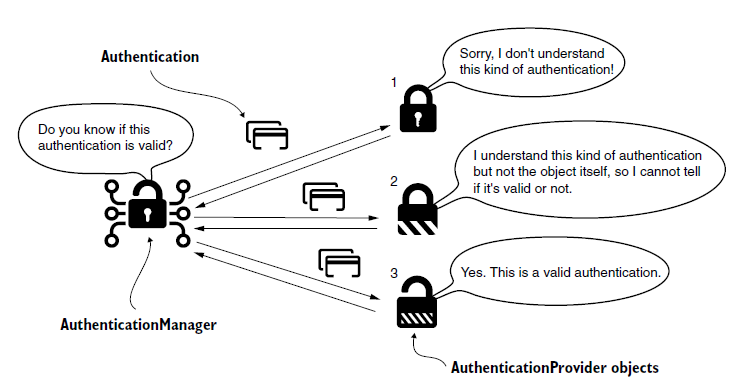 Authentication
Sorry, I don't understand
this kind of authentication!
1
Do you know if this
authentication is valid?
I understand this kind of authentication
but not the object itself, so I cannot tell
if it's valid or not.
2
3
Yes. This is a valid authentication.
AuthenticationManager
AuthenticationProvider objects